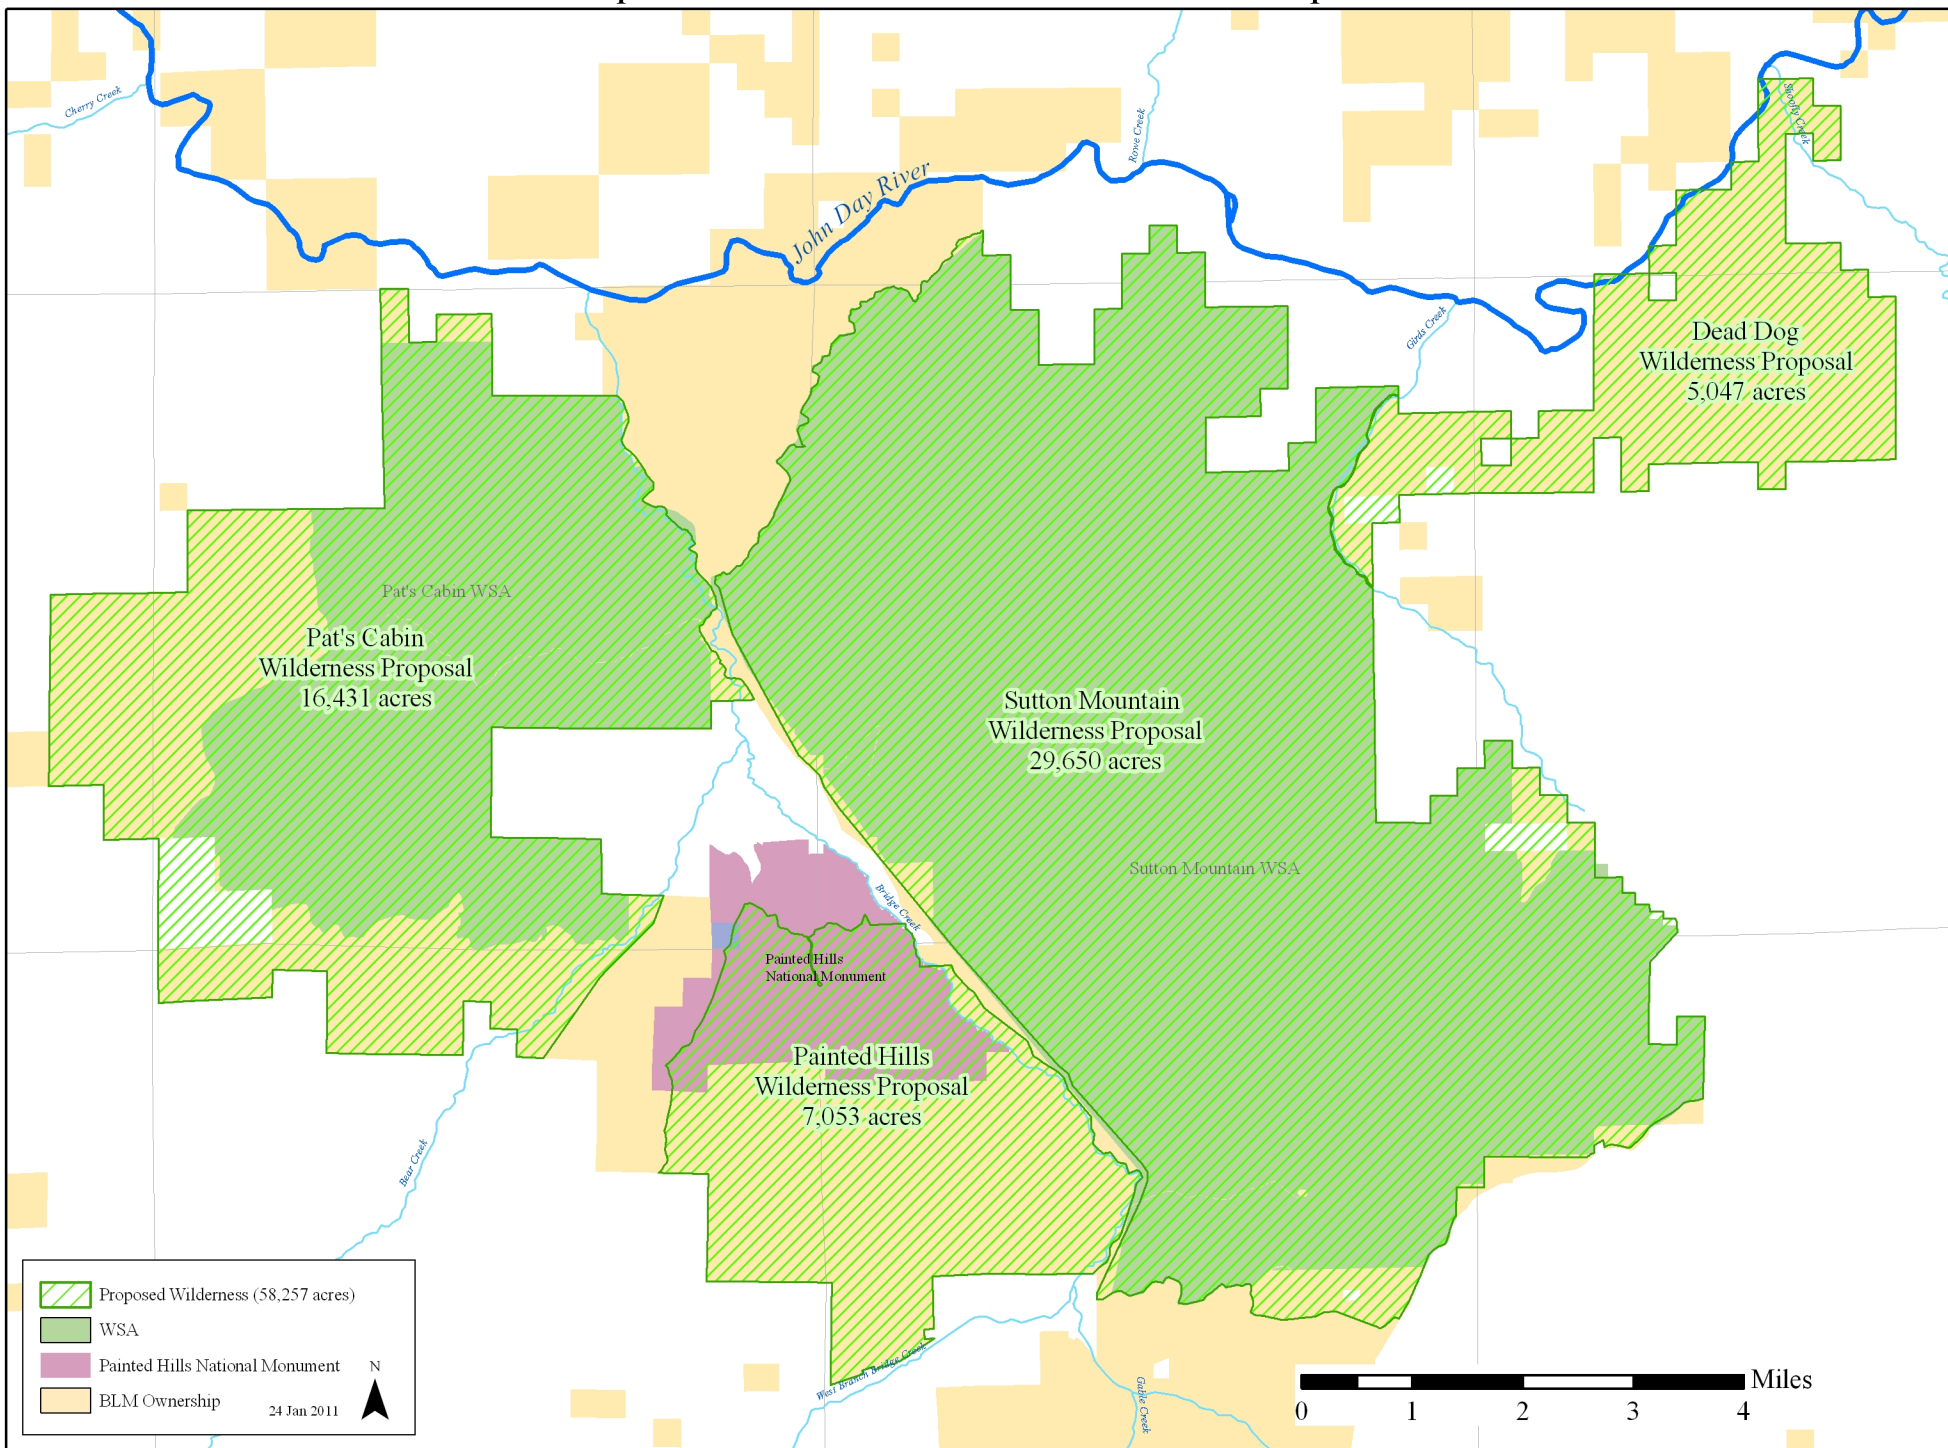 Cherry Creek
Rowe Creek
Snoofly Creek
John Day River
Girds Creek
Dead Dog
Wilderness Proposal
5,047 acres
Pat's Cabin WSA
Pat's Cabin
Wilderness Proposal
16,431 acres
Sutton Mountain
Wilderness Proposal
29,650 acres
Sutton Mountain WSA
Bridge Creek
Painted Hills
National Monument
Painted Hills
Wilderness Proposal
7,053 acres
Bear Creek
West Branch Bridge Creek
Gable Creek
Proposed Wilderness (58,257 acres)
WSA
Painted Hills National Monument
N
BLM Ownership
24 Jan 2011
Miles
0 1 2 3 4